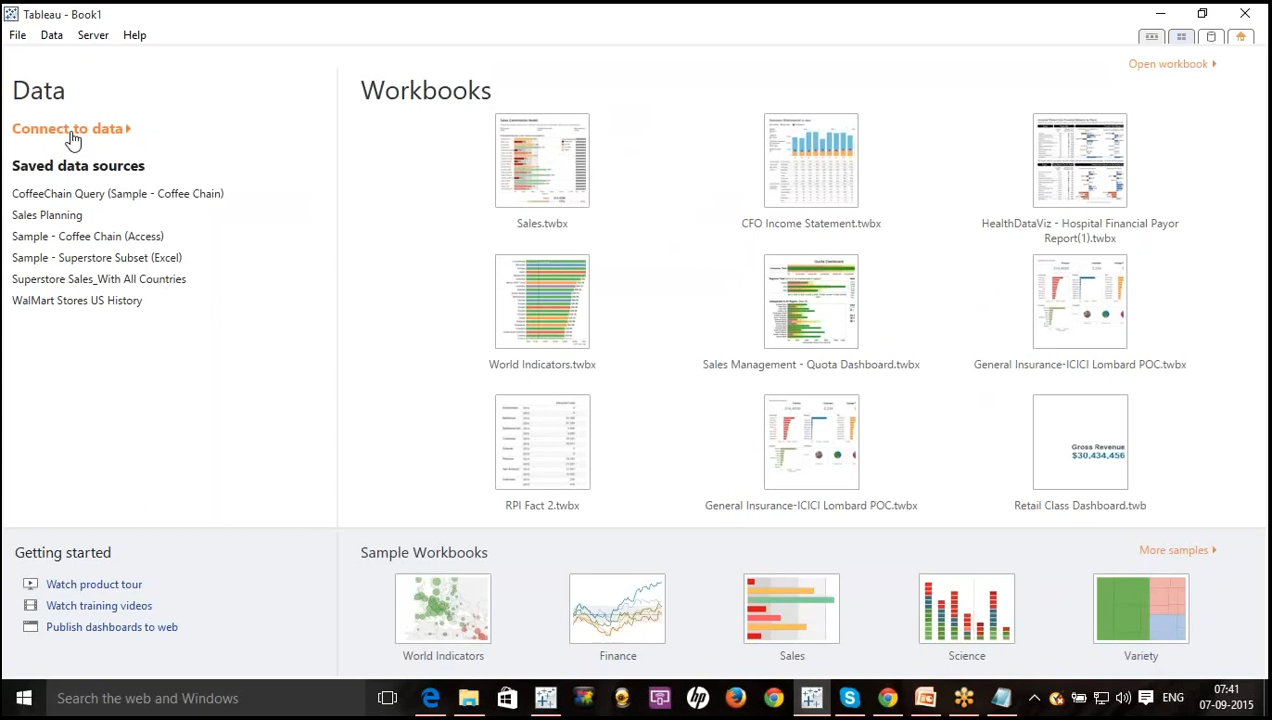 Tableau - Book1
File Data Server Help
Open workbook
Data
Connect to data
Saved data sources
CoffeeChain Query (Sample - Coffee Chain)
Sales Planning
Sample - Coffee Chain (Access)
Sample - Superstore Subset (Excel)
Superstore Sales_With All Countries
WalMart Stores US History
Workbooks
Sales.twbx
CFO Income Statement.twbx
HealthDataViz - Hospital Financial Payor
Report(1).twbx
World Indicators.twbx
Sales Management - Quota Dashboard.twbx
General Insurance-ICICI Lombard POC.twbx
Gross Revenue
$30,434,456
RPI Fact 2.twbx
General Insurance-ICICI Lombard POC.twbx
Retail Class Dashboard.twb
Getting started
Watch product tour
Watch training videos
Publish dashboards to web
Sample Workbooks
More samples
World Indicators
Finance
Sales
Science
Variety
Search the web and Windows
ENG
07:41
07-09-2015